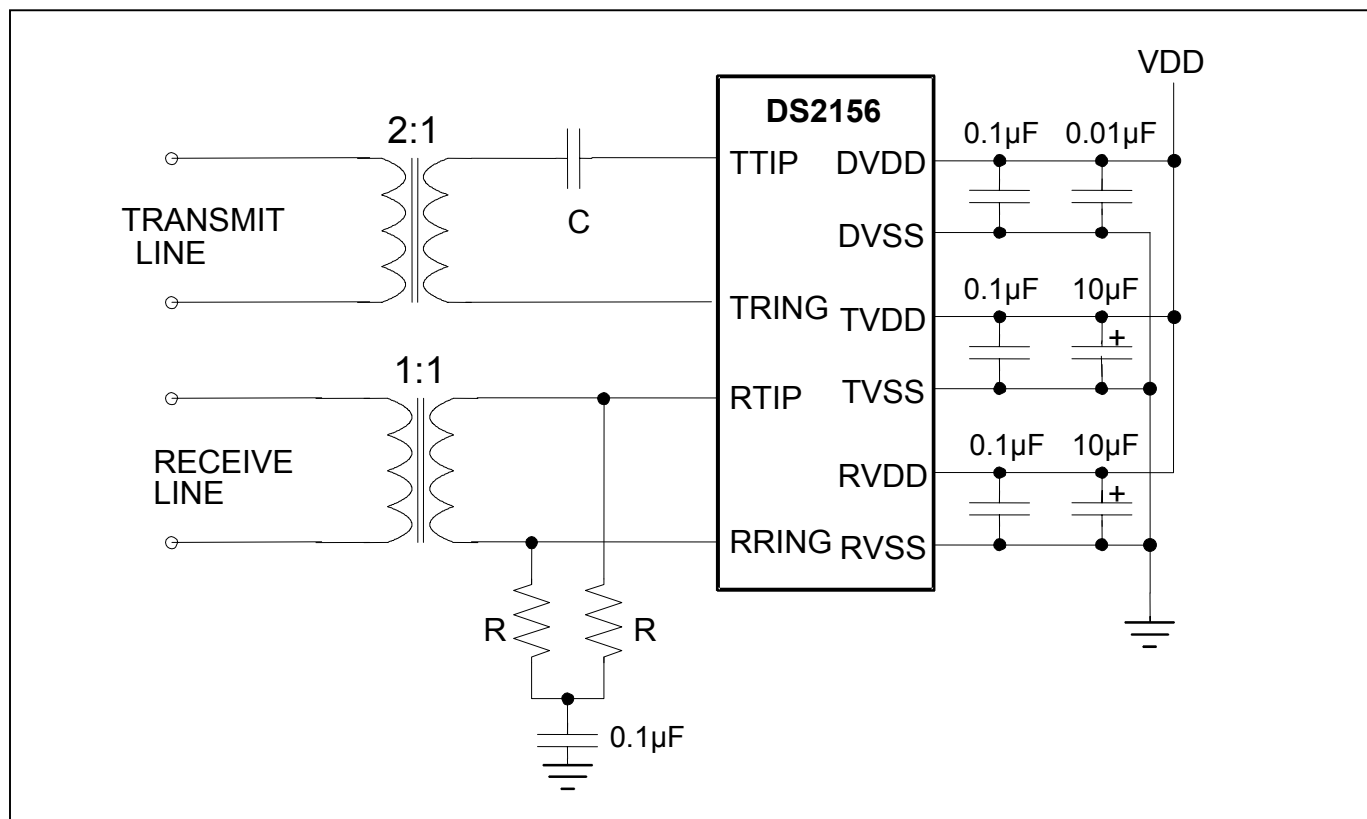 VDD
DS2156
2:1
0.1µF
0.01µF
TTIP
DVDD
C
TRANSMIT
LINE
DVSS
0.1µF
10µF
TRING
TVDD
+
1:1
RTIP
TVSS
0.1µF
10µF
RECEIVE
LINE
RVDD
+
RRING
RVSS
R
R
0.1µF